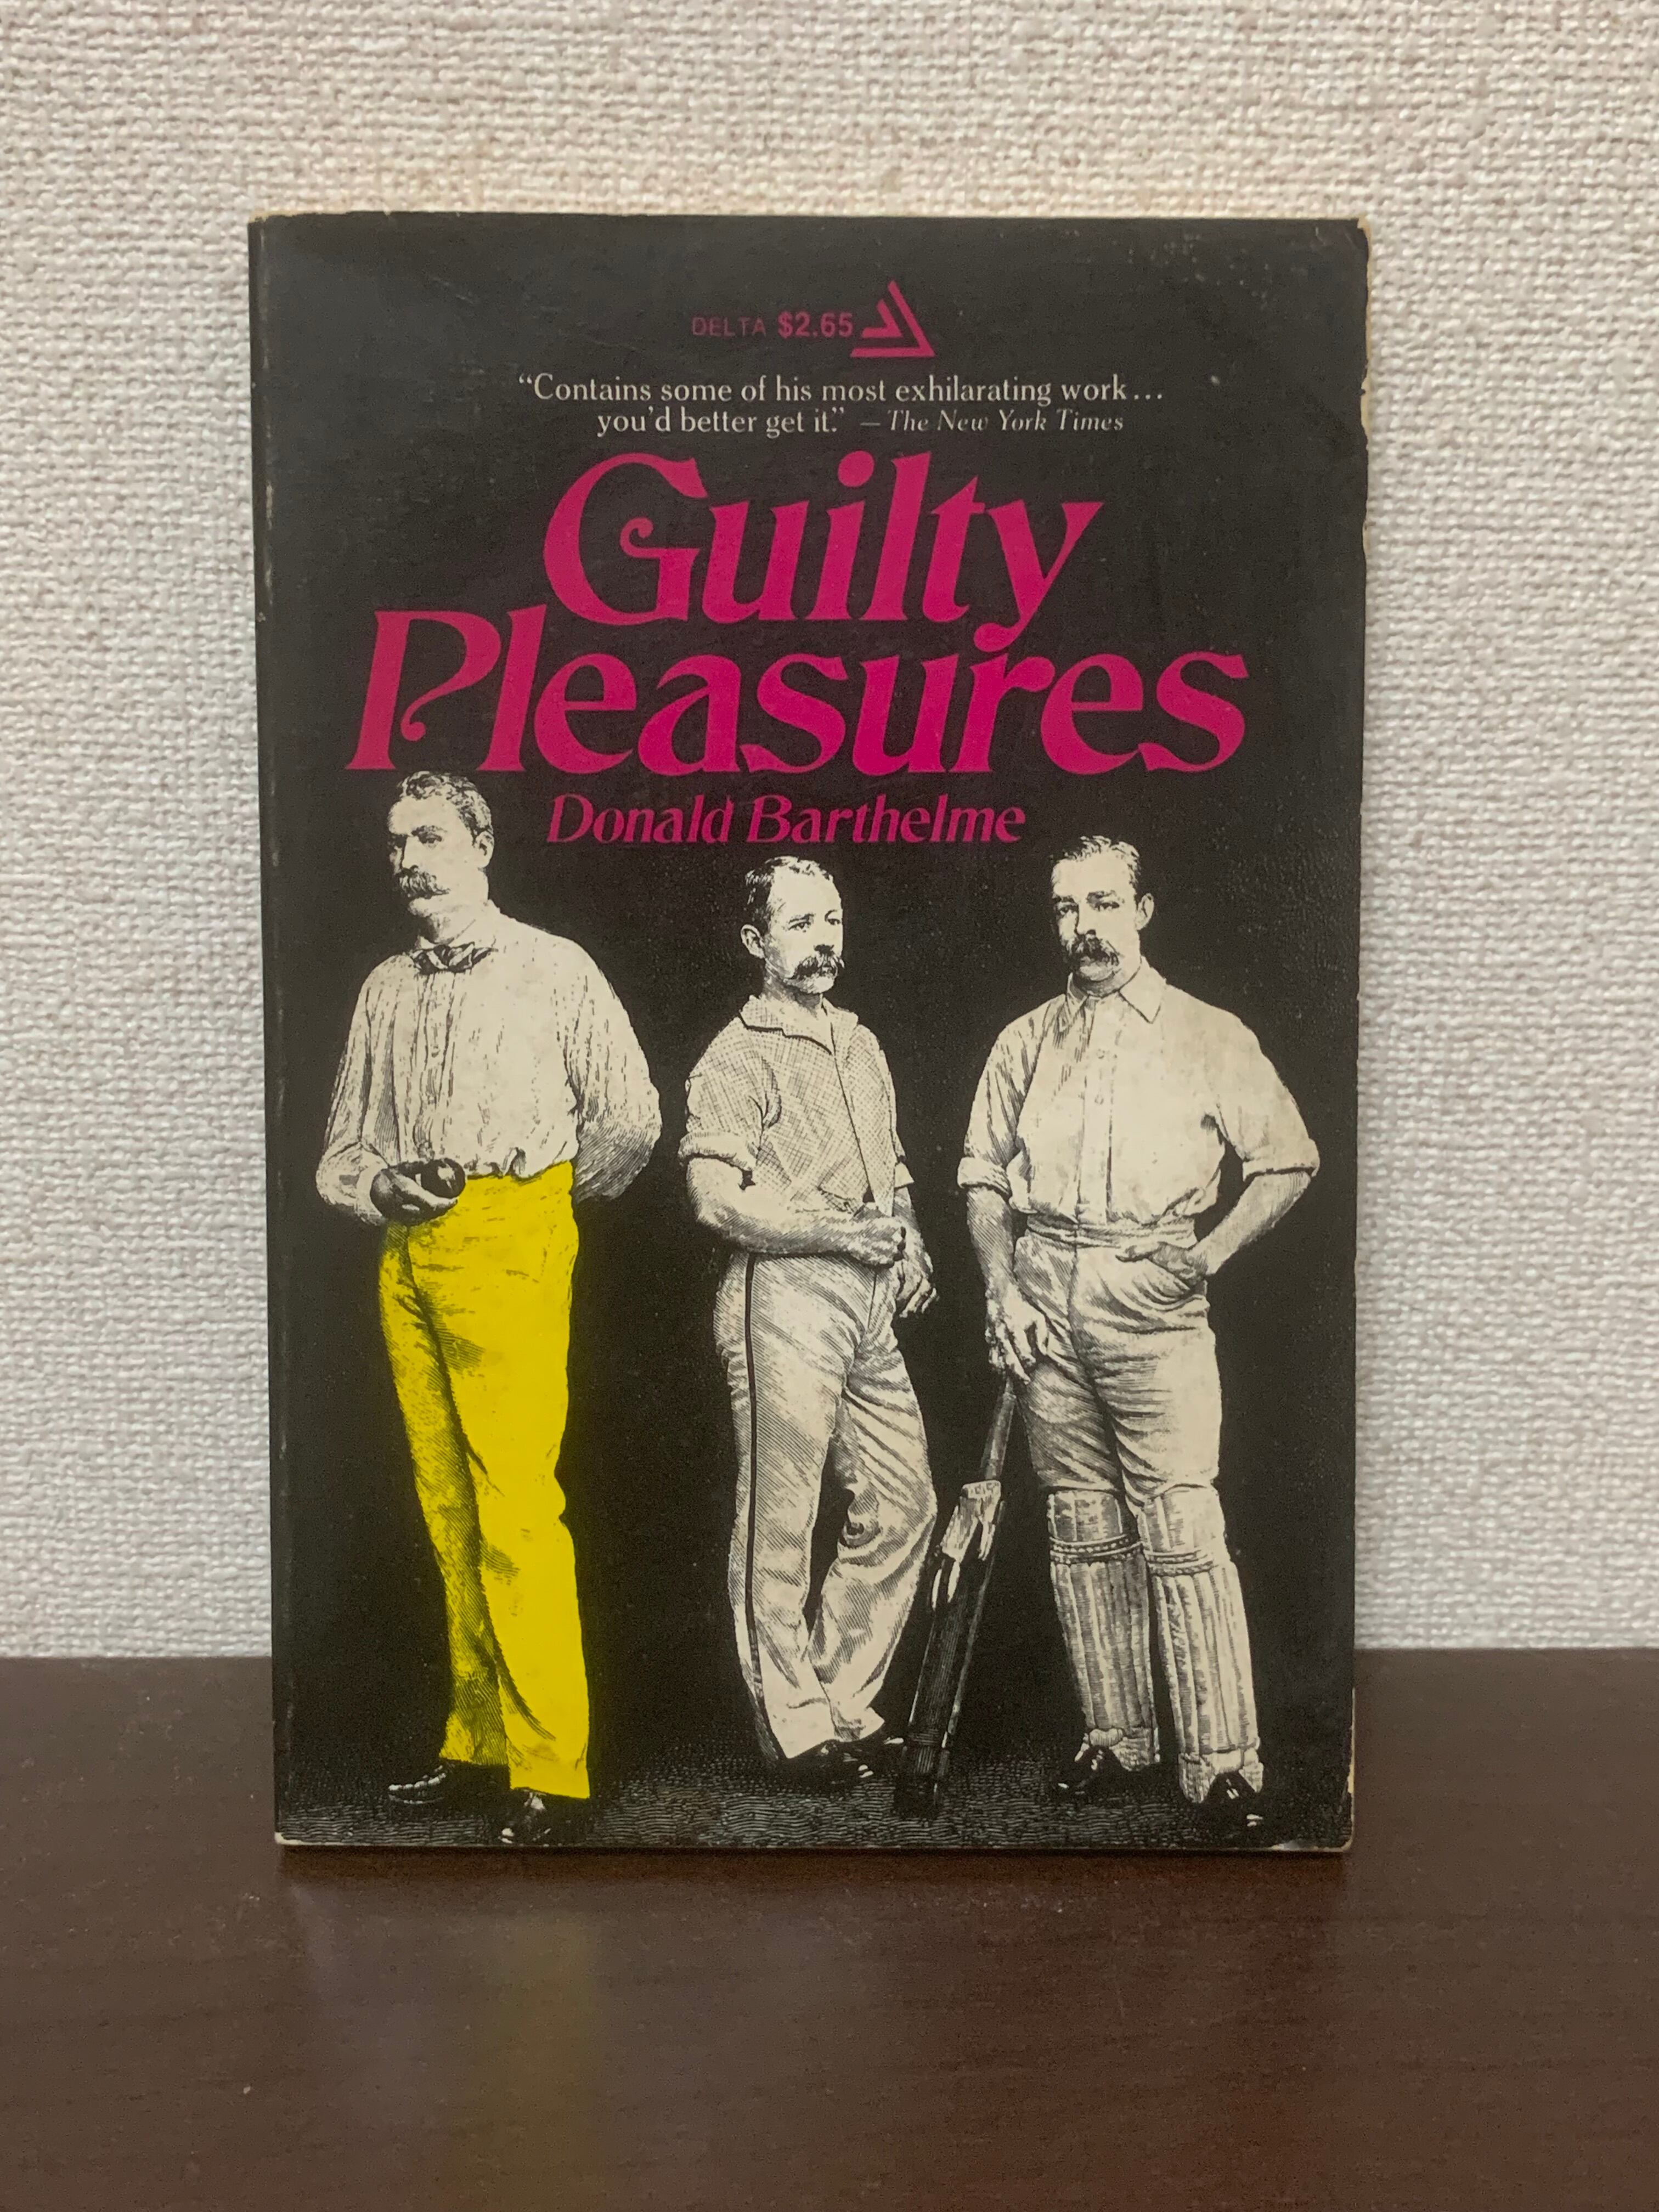 DELTA $2.65
“Contains some of his most exhilarating work...
you’d better get it.” —The New York Times
Guilty
Pleasures
Donald Barthelme